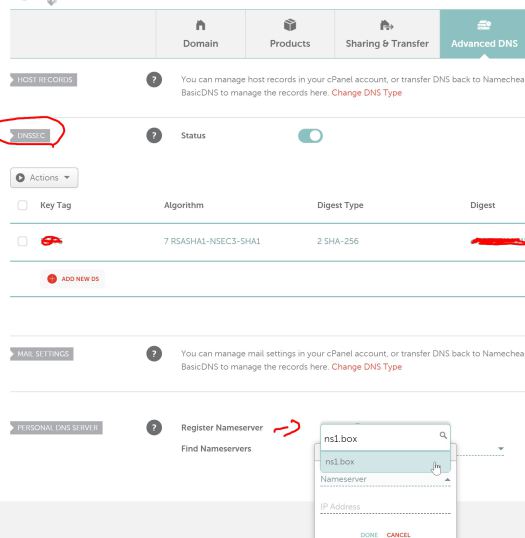 Domain
Products
Sharing & Transfer
Advanced DNS
HOST RECORDS
? You can manage host records in your cPanel account, or transfer DNS back to Namechea
BasicDNS to manage the records here. Change DNS Type
DNSSEC
? Status
Actions
Key Tag Algorithm Digest Type Digest
7 RSASHA1-NSEC3-SHA1 2 SHA-256
ADD NEW DS
MAIL SETTINGS
? You can manage mail settings in your cPanel account, or transfer DNS back to Namechea
BasicDNS to manage the records here. Change DNS Type
PERSONAL DNS SERVER
? Register Nameserver
ns1.box
Find Nameservers
ns1.box
Nameserver
IP Address
DONE CANCEL